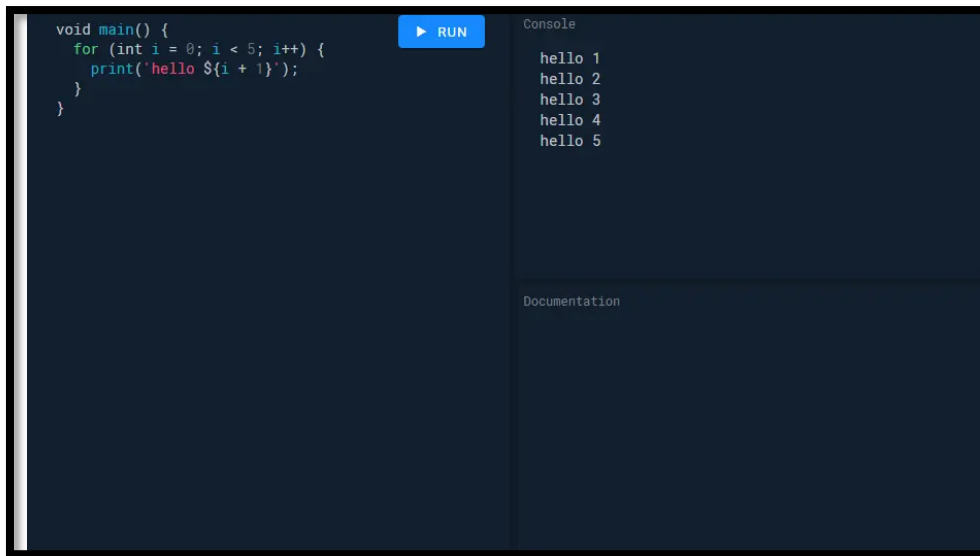 void main() {
  for (int i = 0; i < 5; i++) {
    print('hello ${i + 1}');
  }
}
RUN
Console
hello 1
hello 2
hello 3
hello 4
hello 5
Documentation